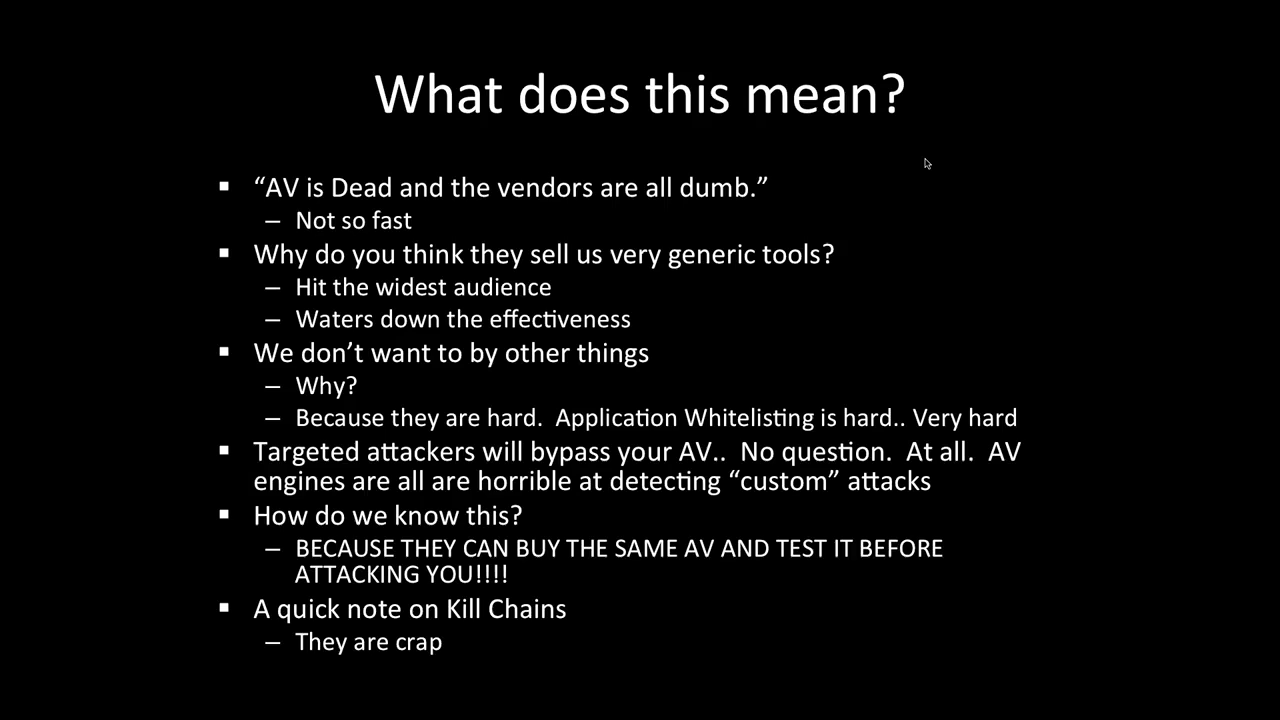 What does this mean?
▪ “AV is Dead and the vendors are all dumb.”
– Not so fast
▪ Why do you think they sell us very generic tools?
– Hit the widest audience
– Waters down the effectiveness
▪ We don’t want to by other things
– Why?
– Because they are hard.  Application Whitelisting is hard.. Very hard
▪ Targeted attackers will bypass your AV..  No question.  At all.  AV
engines are all are horrible at detecting “custom” attacks
▪ How do we know this?
– BECAUSE THEY CAN BUY THE SAME AV AND TEST IT BEFORE
ATTACKING YOU!!!!
▪ A quick note on Kill Chains
– They are crap